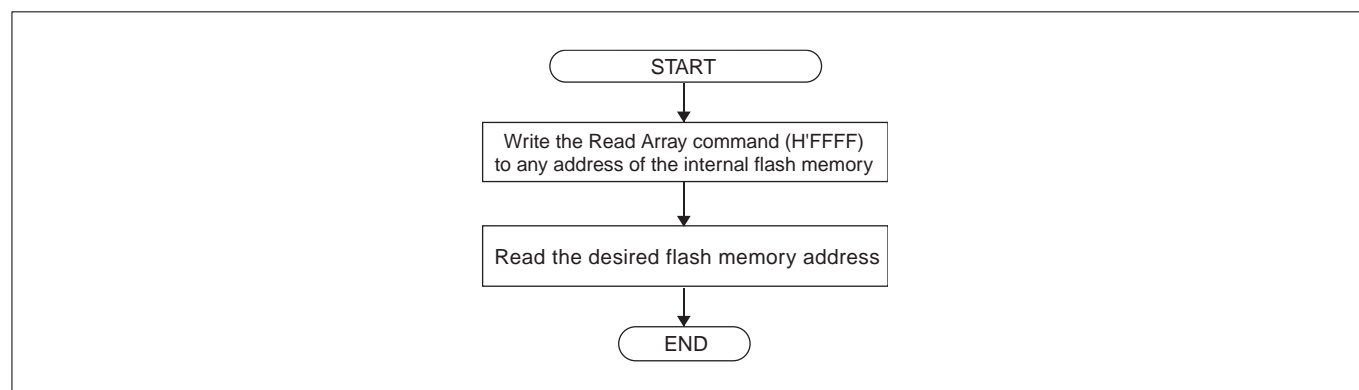 START
Write the Read Array command (H'FFFF)
to any address of the internal flash memory
Read the desired flash memory address
END